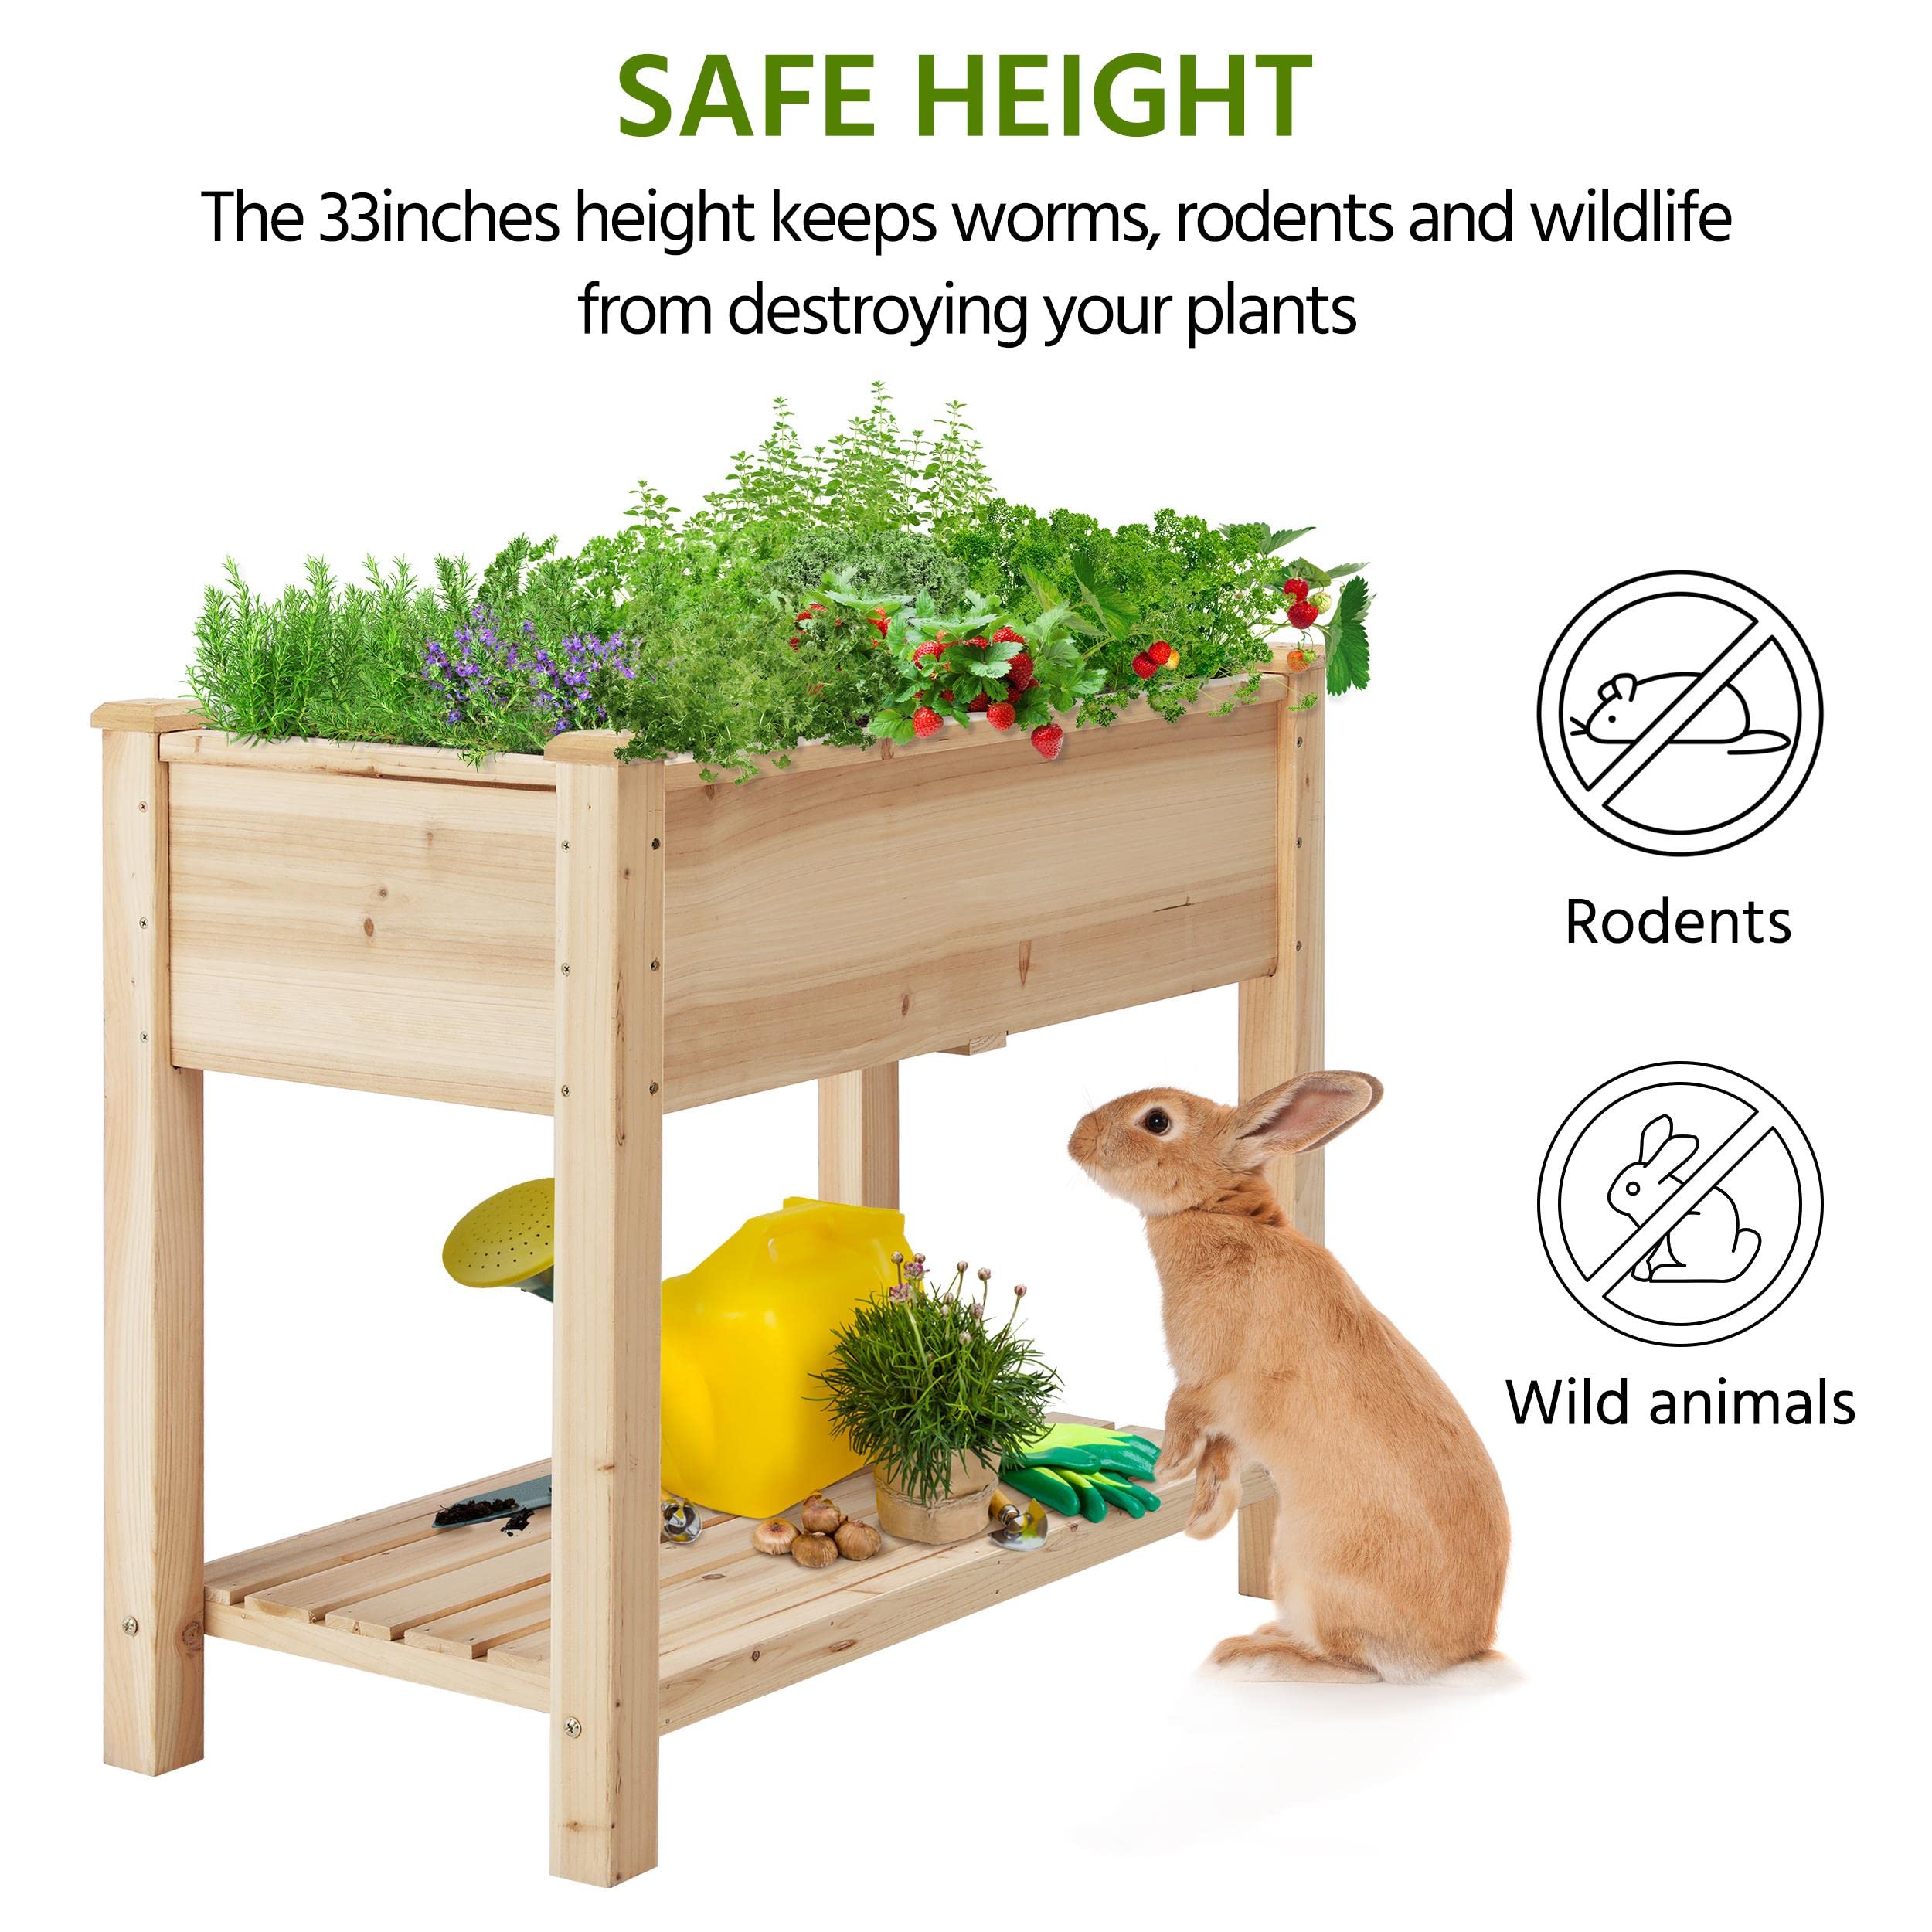 SAFE HEIGHT
The 33inches height keeps worms, rodents and wildlife
from destroying your plants
Rodents
Wild animals